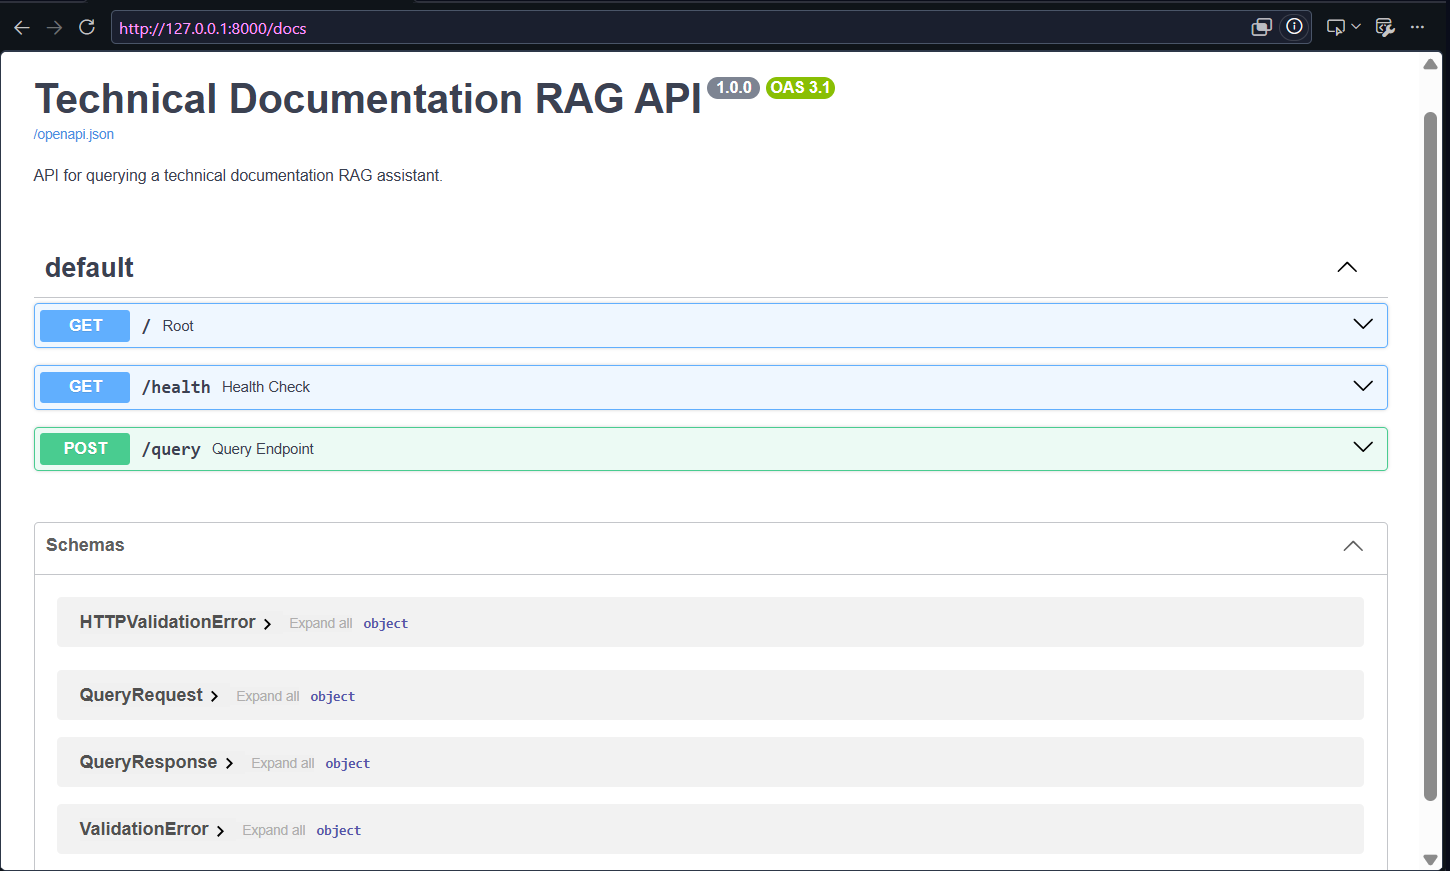 http://127.0.0.1:8000/docs
Technical Documentation RAG API 1.0.0 OAS 3.1
/openapi.json
API for querying a technical documentation RAG assistant.
default
GET / Root
GET /health Health Check
POST /query Query Endpoint
Schemas
HTTPValidationError Expand all object
QueryRequest Expand all object
QueryResponse Expand all object
ValidationError Expand all object